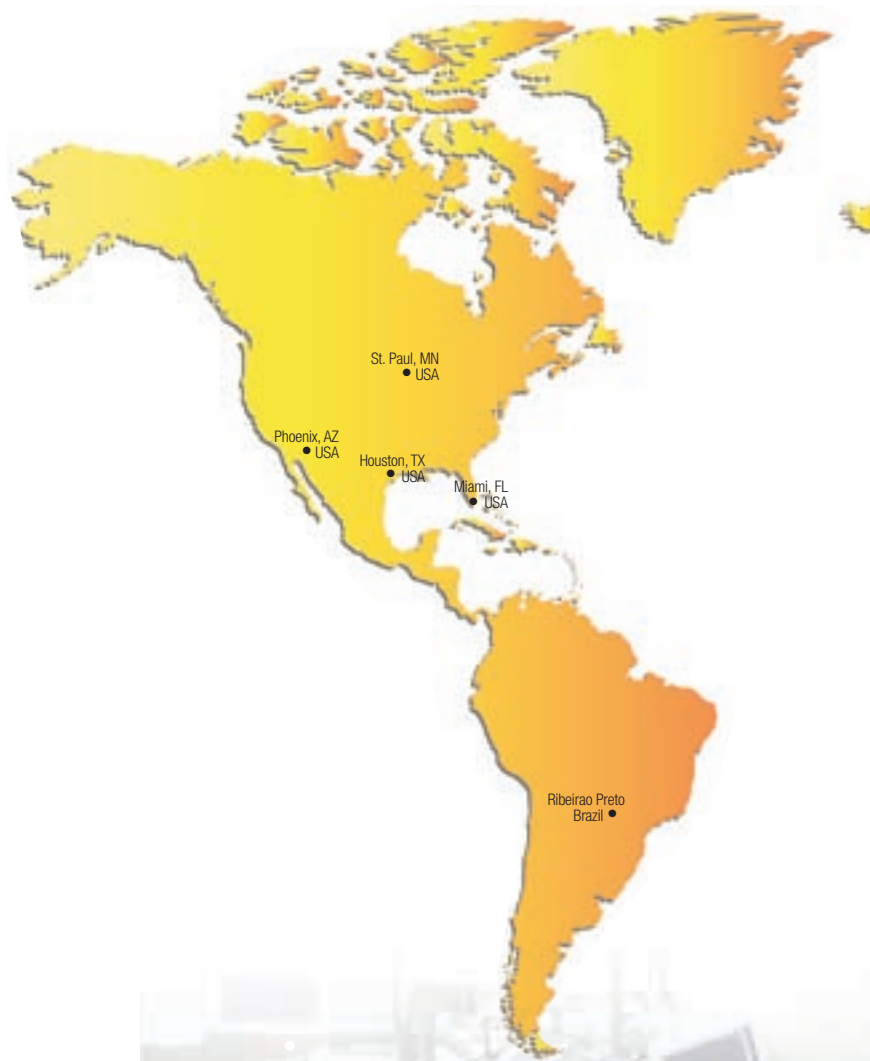 St. Paul, MN
USA
Phoenix, AZ
USA
Houston, TX
USA
Miami, FL
USA
Ribeirao Preto
Brazil